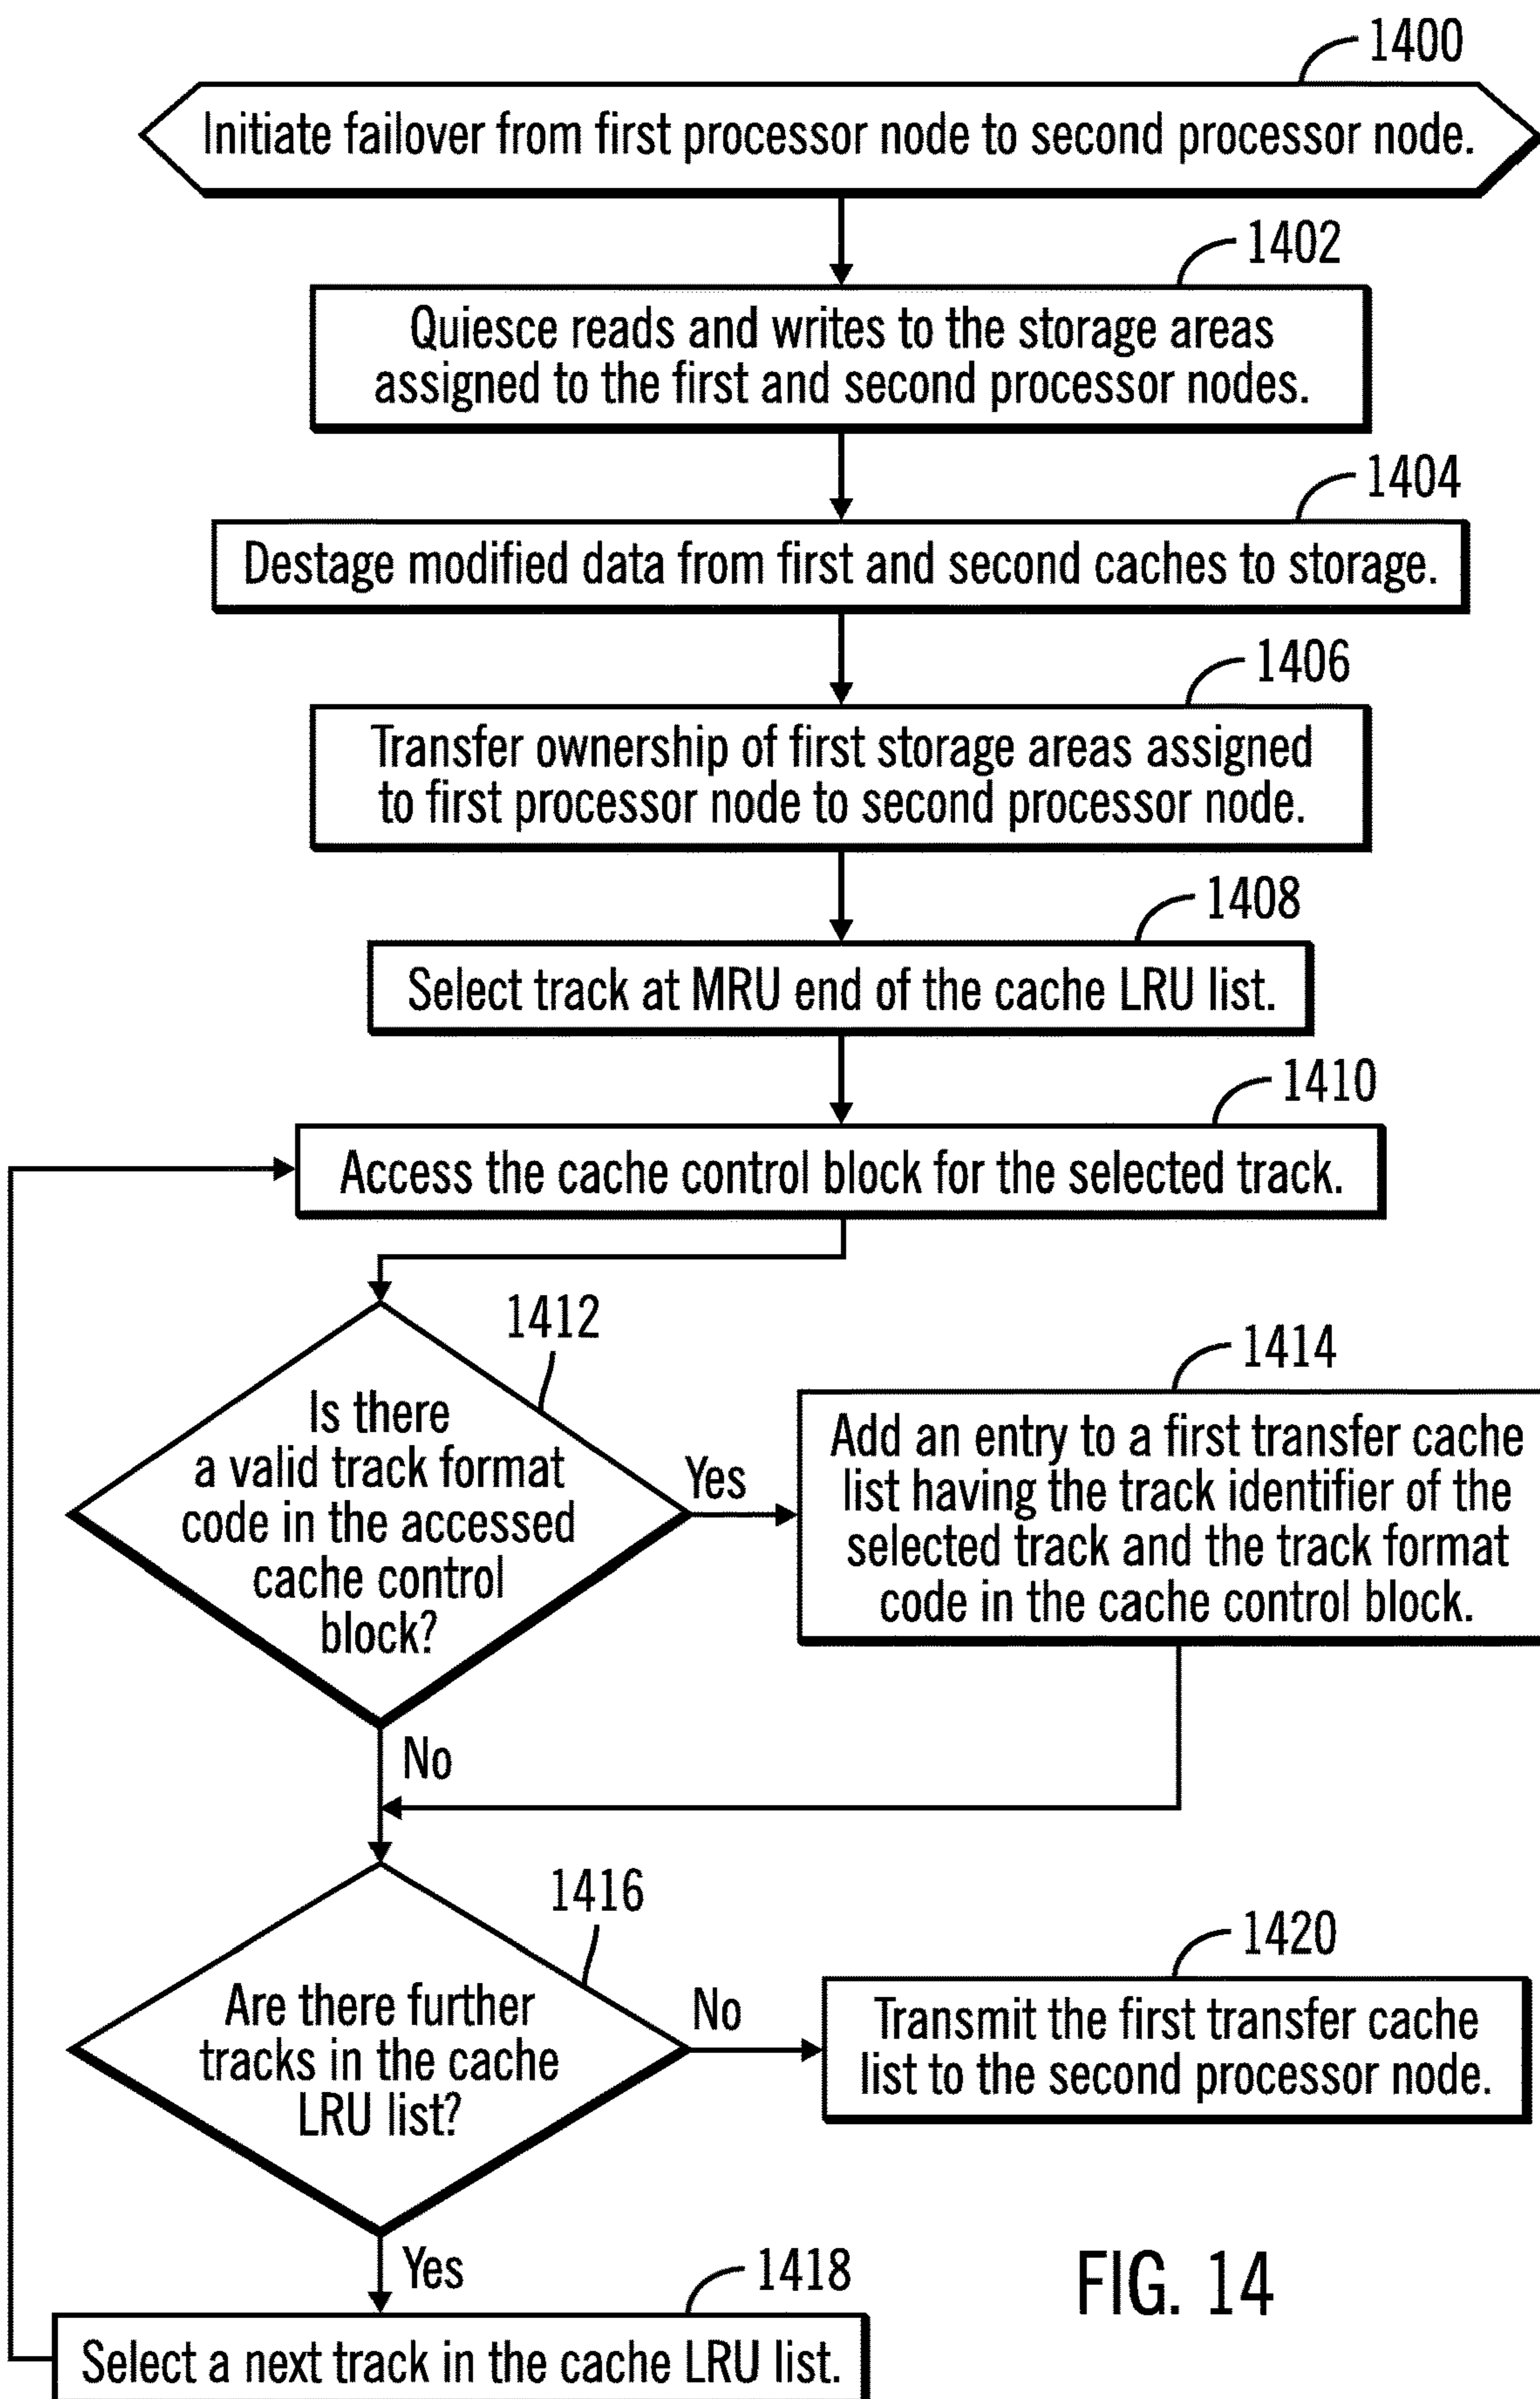 1400
Initiate failover from first processor node to second processor node.
1402
Quiesce reads and writes to the storage areas
assigned to the first and second processor nodes.
1404
Destage modified data from first and second caches to storage.
1406
Transfer ownership of first storage areas assigned
to first processor node to second processor node.
1408
Select track at MRU end of the cache LRU list.
1410
Access the cache control block for the selected track.
1412
Is there
a valid track format
code in the accessed
cache control
block?
Yes
No
1414
Add an entry to a first transfer cache
list having the track identifier of the
selected track and the track format
code in the cache control block.
1416
Are there further
tracks in the cache
LRU list?
No
Yes
1420
Transmit the first transfer cache
list to the second processor node.
1418
Select a next track in the cache LRU list.
FIG. 14